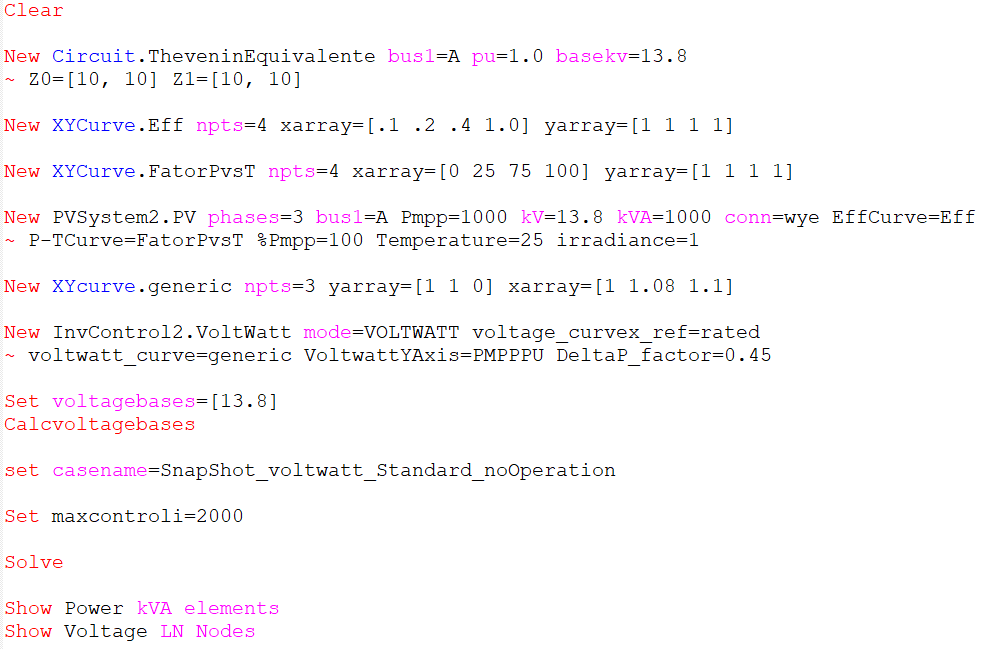 Clear
New Circuit.TheveninEquivalente bus1=A pu=1.0 basekv=13.8
~ Z0=[10, 10] Z1=[10, 10]
New XYCurve.Eff npts=4 xarray=[.1 .2 .4 1.0] yarray=[1 1 1 1]
New XYCurve.FatorPvsT npts=4 xarray=[0 25 75 100] yarray=[1 1 1 1]
New PVSystem2.PV phases=3 bus1=A Pmpp=1000 kV=13.8 kVA=1000 conn=wye EffCurve=Eff
~ P-TCurve=FatorPvsT %Pmpp=100 Temperature=25 irradiance=1
New XYcurve.generic npts=3 yarray=[1 1 0] xarray=[1 1.08 1.1]
New InvControl2.VoltWatt mode=VOLTWATT voltage_curvex_ref=rated
~ voltwatt_curve=generic VoltwattYAxis=PMPPPU DeltaP_factor=0.45
Set voltagebases=[13.8]
Calcvoltagebases
set casename=SnapShot_voltwatt_Standard_noOperation
Set maxcontroli=2000
Solve
Show Power kVA elements
Show Voltage LN Nodes